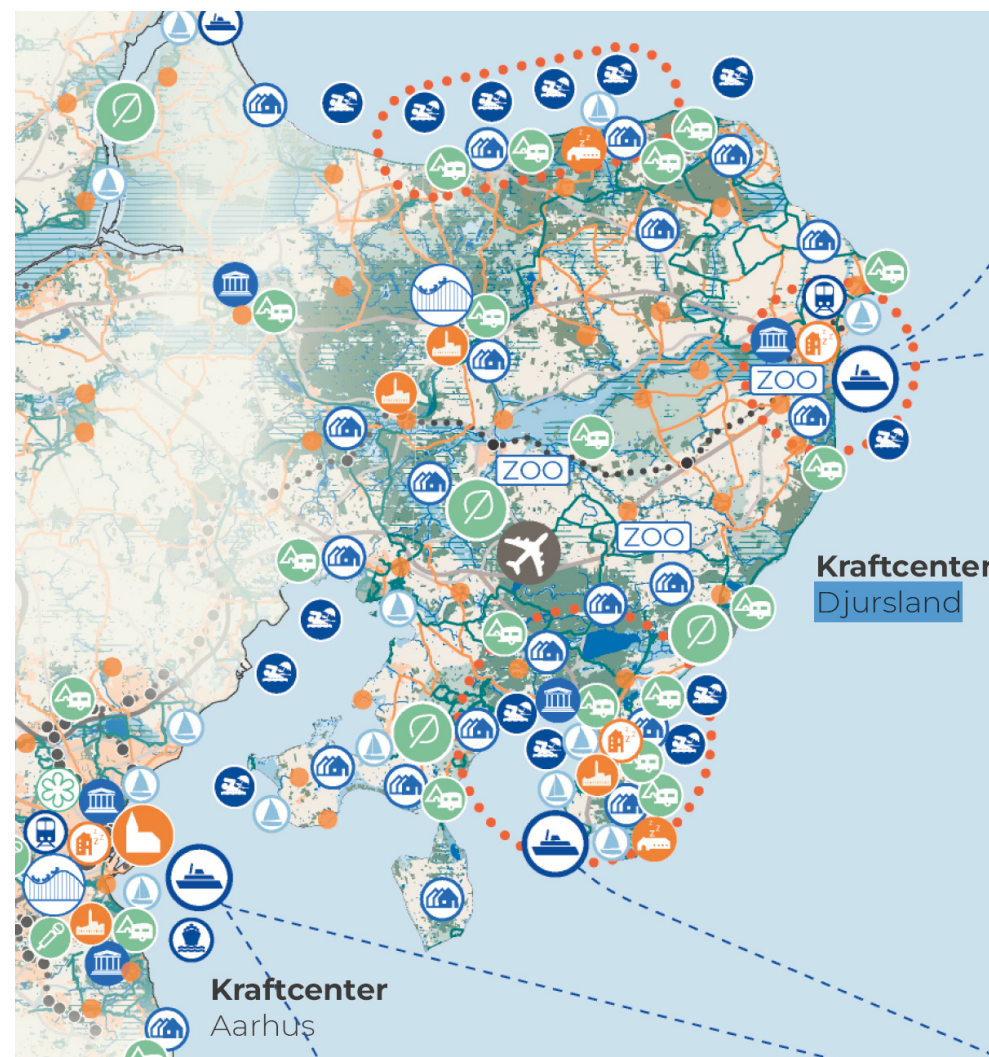 ZOO
ZOO
ZOO
Kraftcenter
Djursland
Kraftcenter
Aarhus